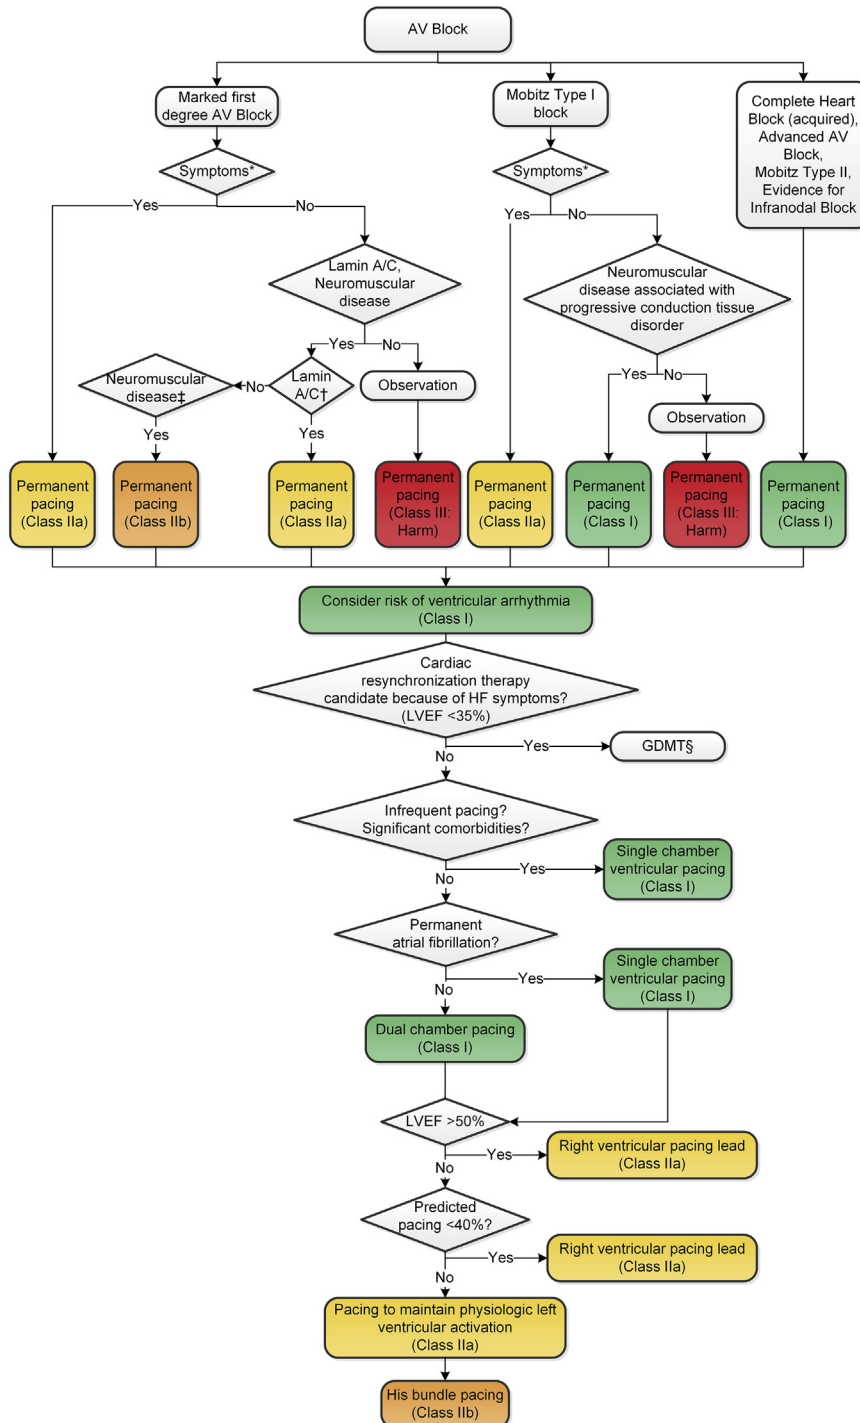 AV Block
Marked first
degree AV Block
Mobitz Type I
block
Complete Heart
Block (acquired),
Advanced AV
Block,
Mobitz Type II,
Evidence for
Infranodal Block
Symptoms*
Symptoms*
Yes
No
Yes
No
Lamin A/C,
Neuromuscular
disease
Neuromuscular
disease associated with
progressive conduction tissue
disorder
Yes
No
Neuromuscular
disease‡
No
Lamin
A/C†
Observation
Yes
No
Observation
Yes
Yes
Permanent
pacing
(Class IIa)
Permanent
pacing
(Class IIb)
Permanent
pacing
(Class IIa)
Permanent
pacing
(Class III:
Harm)
Permanent
pacing
(Class IIa)
Permanent
pacing
(Class I)
Permanent
pacing
(Class III:
Harm)
Permanent
pacing
(Class I)
Consider risk of ventricular arrhythmia
(Class I)
Cardiac
resynchronization therapy
candidate because of HF symptoms?
(LVEF <35%)
Yes
GDMT§
No
Infrequent pacing?
Significant comorbidities?
Yes
Single chamber
ventricular pacing
(Class I)
No
Permanent
atrial fibrillation?
Yes
Single chamber
ventricular pacing
(Class I)
No
Dual chamber pacing
(Class I)
LVEF >50%
Yes
Right ventricular pacing lead
(Class IIa)
No
Predicted
pacing <40%?
Yes
Right ventricular pacing lead
(Class IIa)
No
Pacing to maintain physiologic left
ventricular activation
(Class IIa)
His bundle pacing
(Class IIb)